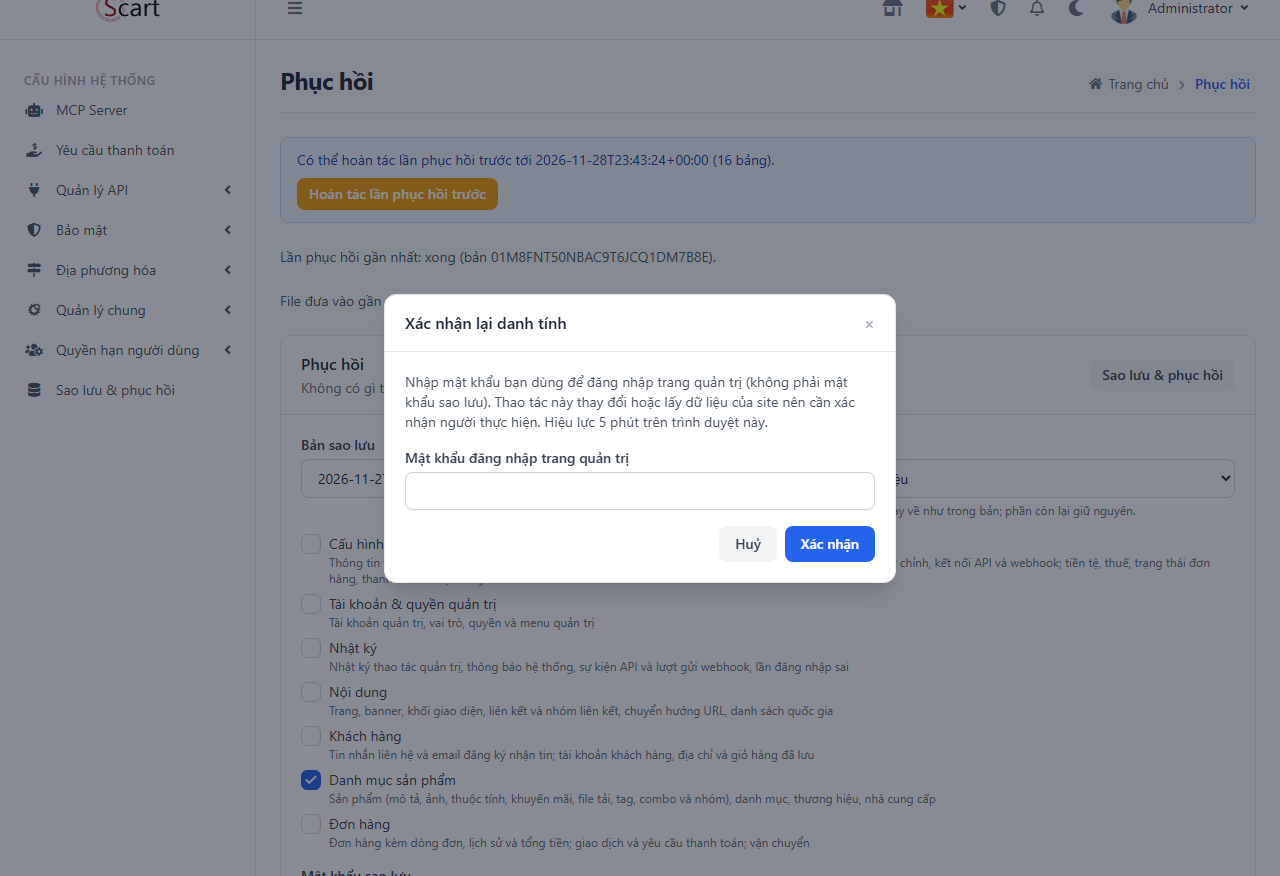 Scart
Administrator
CẤU HÌNH HỆ THỐNG
MCP Server
Yêu cầu thanh toán
Quản lý API
Bảo mật
Địa phương hóa
Quản lý chung
Quyền hạn người dùng
Sao lưu & phục hồi
Phục hồi
Trang chủ
Phục hồi
Có thể hoàn tác lần phục hồi trước tới 2026-11-28T23:43:24+00:00 (16 bảng).
Hoàn tác lần phục hồi trước
Lần phục hồi gần nhất: xong (bản 01M8FNT50NBAC9T6JCQ1DM7B8E).
File đưa vào gần
Phục hồi
Không có gì t
Sao lưu & phục hồi
Xác nhận lại danh tính
×
Nhập mật khẩu bạn dùng để đăng nhập trang quản trị (không phải mật
khẩu sao lưu). Thao tác này thay đổi hoặc lấy dữ liệu của site nên cần xác
nhận người thực hiện. Hiệu lực 5 phút trên trình duyệt này.
Mật khẩu đăng nhập trang quản trị
Huỷ
Xác nhận
Bản sao lưu
2026-11-27
ệu
ay về như trong bản; phần còn lại giữ nguyên.
Cấu hình
Thông tin
chỉnh, kết nối API và webhook; tiền tệ, thuế, trạng thái đơn
hàng, than
Tài khoản & quyền quản trị
Tài khoản quản trị, vai trò, quyền và menu quản trị
Nhật ký
Nhật ký thao tác quản trị, thông báo hệ thống, sự kiện API và lượt gửi webhook, lần đăng nhập sai
Nội dung
Trang, banner, khối giao diện, liên kết và nhóm liên kết, chuyển hướng URL, danh sách quốc gia
Khách hàng
Tin nhắn liên hệ và email đăng ký nhận tin; tài khoản khách hàng, địa chỉ và giỏ hàng đã lưu
Danh mục sản phẩm
Sản phẩm (mô tả, ảnh, thuộc tính, khuyến mãi, file tải, tag, combo và nhóm), danh mục, thương hiệu, nhà cung cấp
Đơn hàng
Đơn hàng kèm dòng đơn, lịch sử và tổng tiền; giao dịch và yêu cầu thanh toán; vận chuyển
Mật khẩu sao lưu